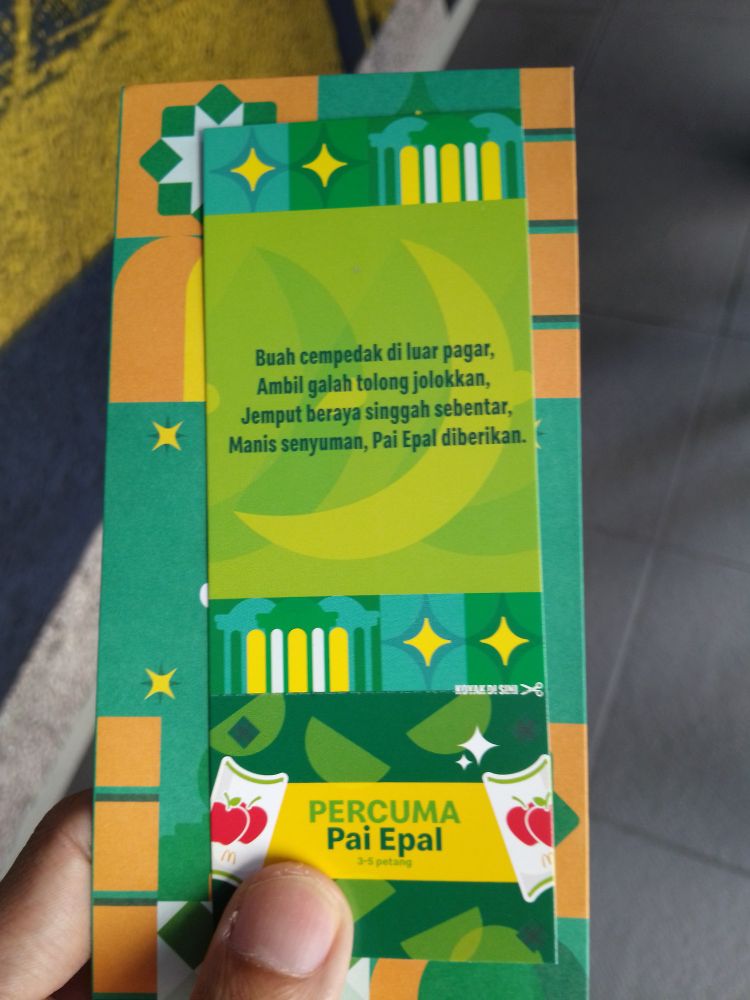 Buah cempedak di luar pagar,
Ambil galah tolong jolokkan,
Jemput beraya singgah sebentar,
Manis senyuman, Pai Epal diberikan.
KOYAK DI SINI
PERCUMA
Pai Epal
3-5 petang